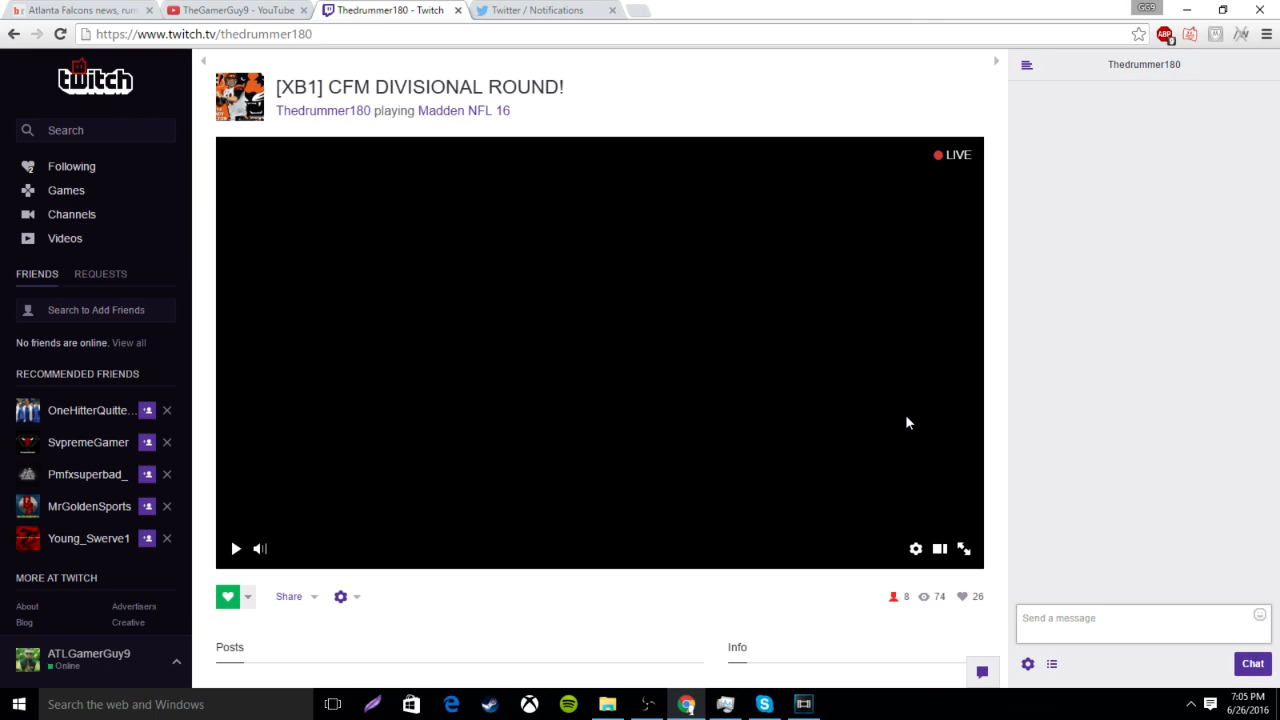 Atlanta Falcons news, rum
TheGamerGuy9 - YouTube
Thedrummer180 - Twitch
Twitter / Notifications
GG9
https://www.twitch.tv/thedrummer180
ABP
twitch
Search
Following
Games
Channels
Videos
FRIENDS REQUESTS
Search to Add Friends
No friends are online. View all
RECOMMENDED FRIENDS
OneHitterQuitte...
SvpremeGamer
Pmfxsuperbad_
MrGoldenSports
Young_Swerve1
MORE AT TWITCH
About Advertisers
Blog Creative
ATLGamerGuy9
Online
[XB1] CFM DIVISIONAL ROUND!
Thedrummer180 playing Madden NFL 16
LIVE
Share
8 74 26
Posts
Info
Thedrummer180
Send a message
Chat
Search the web and Windows
7:05 PM
6/26/2016